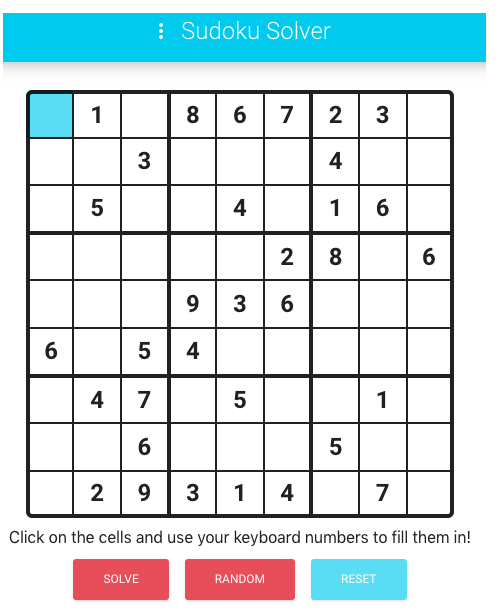 Sudoku Solver
1 8 6 7 2 3
3 4
5 4 1 6
2 8 6
9 3 6
6 5 4
4 7 5 1
6 5
2 9 3 1 4 7
Click on the cells and use your keyboard numbers to fill them in!
SOLVE RANDOM RESET